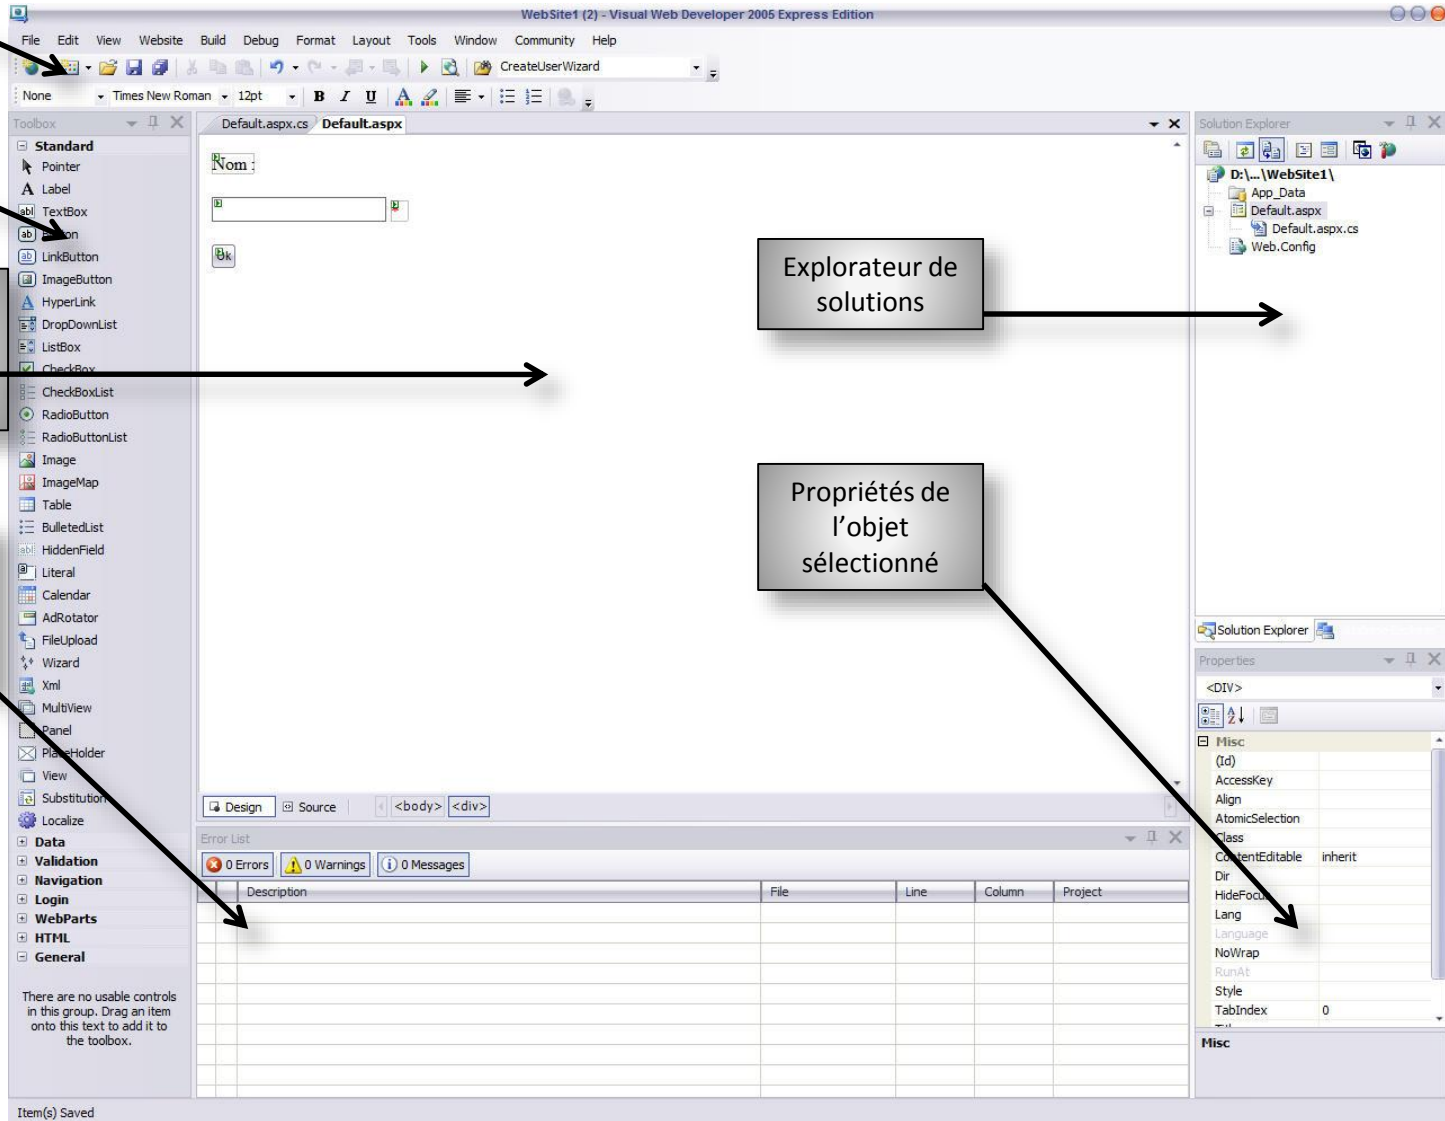 WebSite1 (2) - Visual Web Developer 2005 Express Edition
File Edit View Website Build Debug Format Layout Tools Window Community Help
CreateUserWizard
None Times New Roman 12pt B I U
Toolbox
Standard
Pointer
A Label
TextBox
LinkButton
ImageButton
HyperLink
DropDownList
ListBox
CheckBox
CheckBoxList
RadioButton
RadioButtonList
Image
ImageMap
Table
BulletedList
HiddenField
Literal
Calendar
AdRotator
FileUpload
Wizard
Xml
MultiView
Panel
PlaceHolder
View
Substitution
Localize
Data
Validation
Navigation
Login
WebParts
HTML
General
There are no usable controls
in this group. Drag an item
onto this text to add it to
the toolbox.
Default.aspx.cs Default.aspx
Nom :
Ok
Explorateur de
solutions
Propriétés de
l’objet
sélectionné
Design Source <body> <div>
Error List
0 Errors 0 Warnings 0 Messages
Description File Line Column Project
Solution Explorer
D:\...\WebSite1\
App_Data
Default.aspx
Default.aspx.cs
Web.Config
Solution Explorer
Properties
<DIV>
Misc
(Id)
AccessKey
Align
AtomicSelection
Class
ContentEditable inherit
Dir
HideFocus
Lang
Language
NoWrap
RunAt
Style
TabIndex 0
Misc
Item(s) Saved